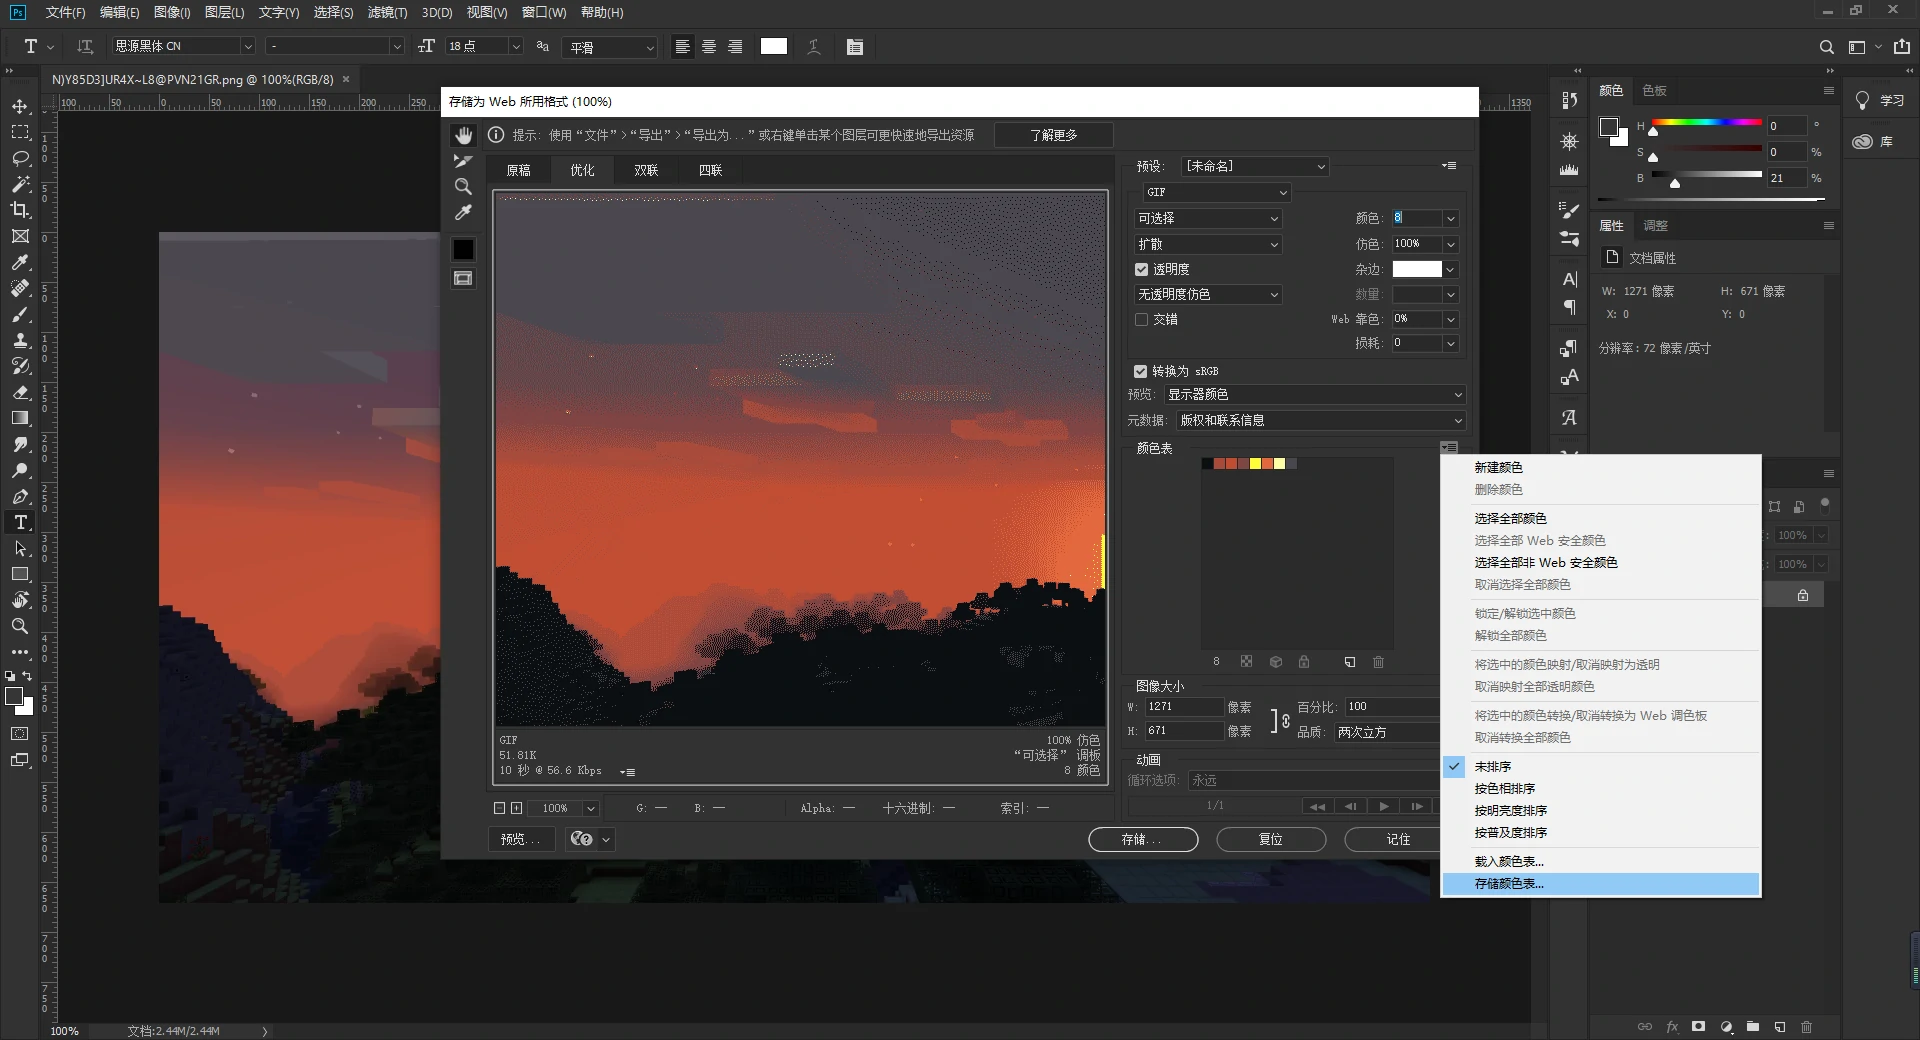 Ps 文件(F) 编辑(E) 图像(I) 图层(L) 文字(Y) 选择(S) 滤镜(T) 3D(D) 视图(V) 窗口(W) 帮助(H)
T 思源黑体 CN - 18 点 aa 平滑
N)Y85D3]UR4X~L8@PVN21GR.png @ 100%(RGB/8) ×
100 50 0 50 100 150 200 250 1350
存储为 Web 所用格式 (100%)
提示: 使用“文件”>“导出”>“导出为...”或右键单击某个图层可更快速地导出资源
了解更多
原稿 优化 双联 四联
预设: [未命名]
GIF
可选择 颜色: 8
扩散 仿色: 100%
透明度 杂边:
无透明度仿色 数量:
交错 Web 靠色: 0%
损耗: 0
转换为 sRGB
预览: 显示器颜色
元数据: 版权和联系信息
颜色表
8
图像大小
W: 1271 像素 百分比: 100
H: 671 像素 品质: 两次立方
动画
循环选项: 永远
1/1
GIF 100% 仿色
51.81K “可选择” 调板
10 秒 @ 56.6 Kbps 8 颜色
100% G: — B: — Alpha: — 十六进制: — 索引: —
预览... 存储... 复位 记住
新建颜色
删除颜色
选择全部颜色
选择全部 Web 安全颜色
选择全部非 Web 安全颜色
取消选择全部颜色
锁定/解锁选中颜色
解锁全部颜色
将选中的颜色映射/取消映射为透明
取消映射全部透明颜色
将选中的颜色转换/取消转换为 Web 调色板
取消转换全部颜色
未排序
按色相排序
按明亮度排序
按普及度排序
载入颜色表...
存储颜色表...
颜色 色板
H 0 °
S 0 %
B 21 %
学习
库
属性 调整
文档属性
W: 1271 像素 H: 671 像素
X: 0 Y: 0
分辨率: 72 像素/英寸
100%
100%
fx
100% 文档:2.44M/2.44M